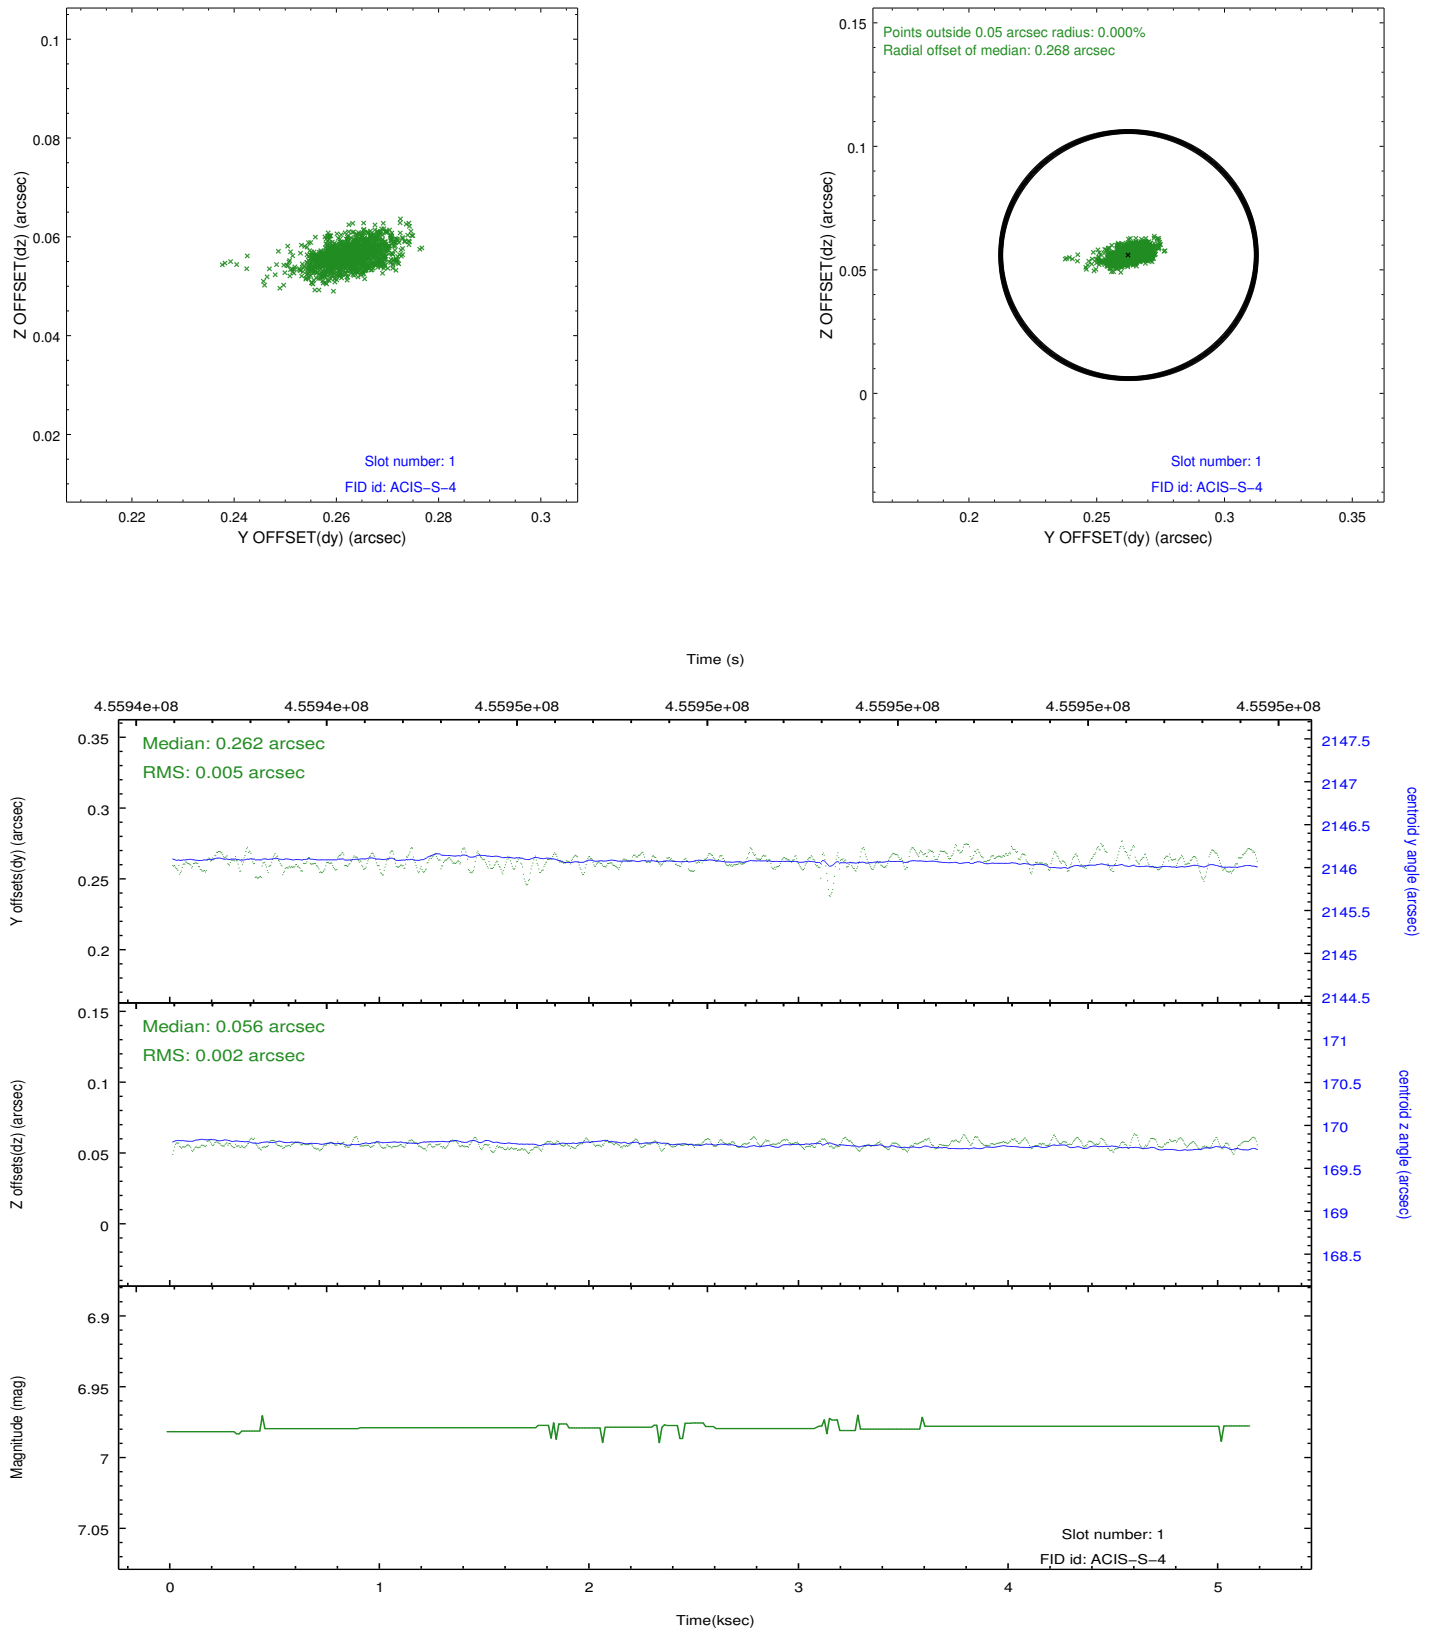 0.1
0.08
0.06
0.04
0.02
Z OFFSET(dz) (arcsec)
Slot number: 1
FID id: ACIS−S−4
0.22 0.24 0.26 0.28 0.3
Y OFFSET(dy) (arcsec)
Points outside 0.05 arcsec radius: 0.000%
Radial offset of median: 0.268 arcsec
0.15
0.1
0.05
0
Z OFFSET(dz) (arcsec)
Slot number: 1
FID id: ACIS−S−4
0.2 0.25 0.3 0.35
Y OFFSET(dy) (arcsec)
Time (s)
4.5594e+08 4.5594e+08 4.5595e+08 4.5595e+08 4.5595e+08 4.5595e+08 4.5595e+08
Median: 0.262 arcsec
RMS: 0.005 arcsec
0.35
0.3
0.25
0.2
Y offsets(dy) (arcsec)
2147.5
2147
2146.5
2146
2145.5
2145
2144.5
centroid y angle (arcsec)
Median: 0.056 arcsec
RMS: 0.002 arcsec
0.15
0.1
0.05
0
Z offsets(dz) (arcsec)
171
170.5
170
169.5
169
168.5
centroid z angle (arcsec)
6.9
6.95
7
7.05
Magnitude (mag)
Slot number: 1
FID id: ACIS−S−4
0 1 2 3 4 5
Time(ksec)